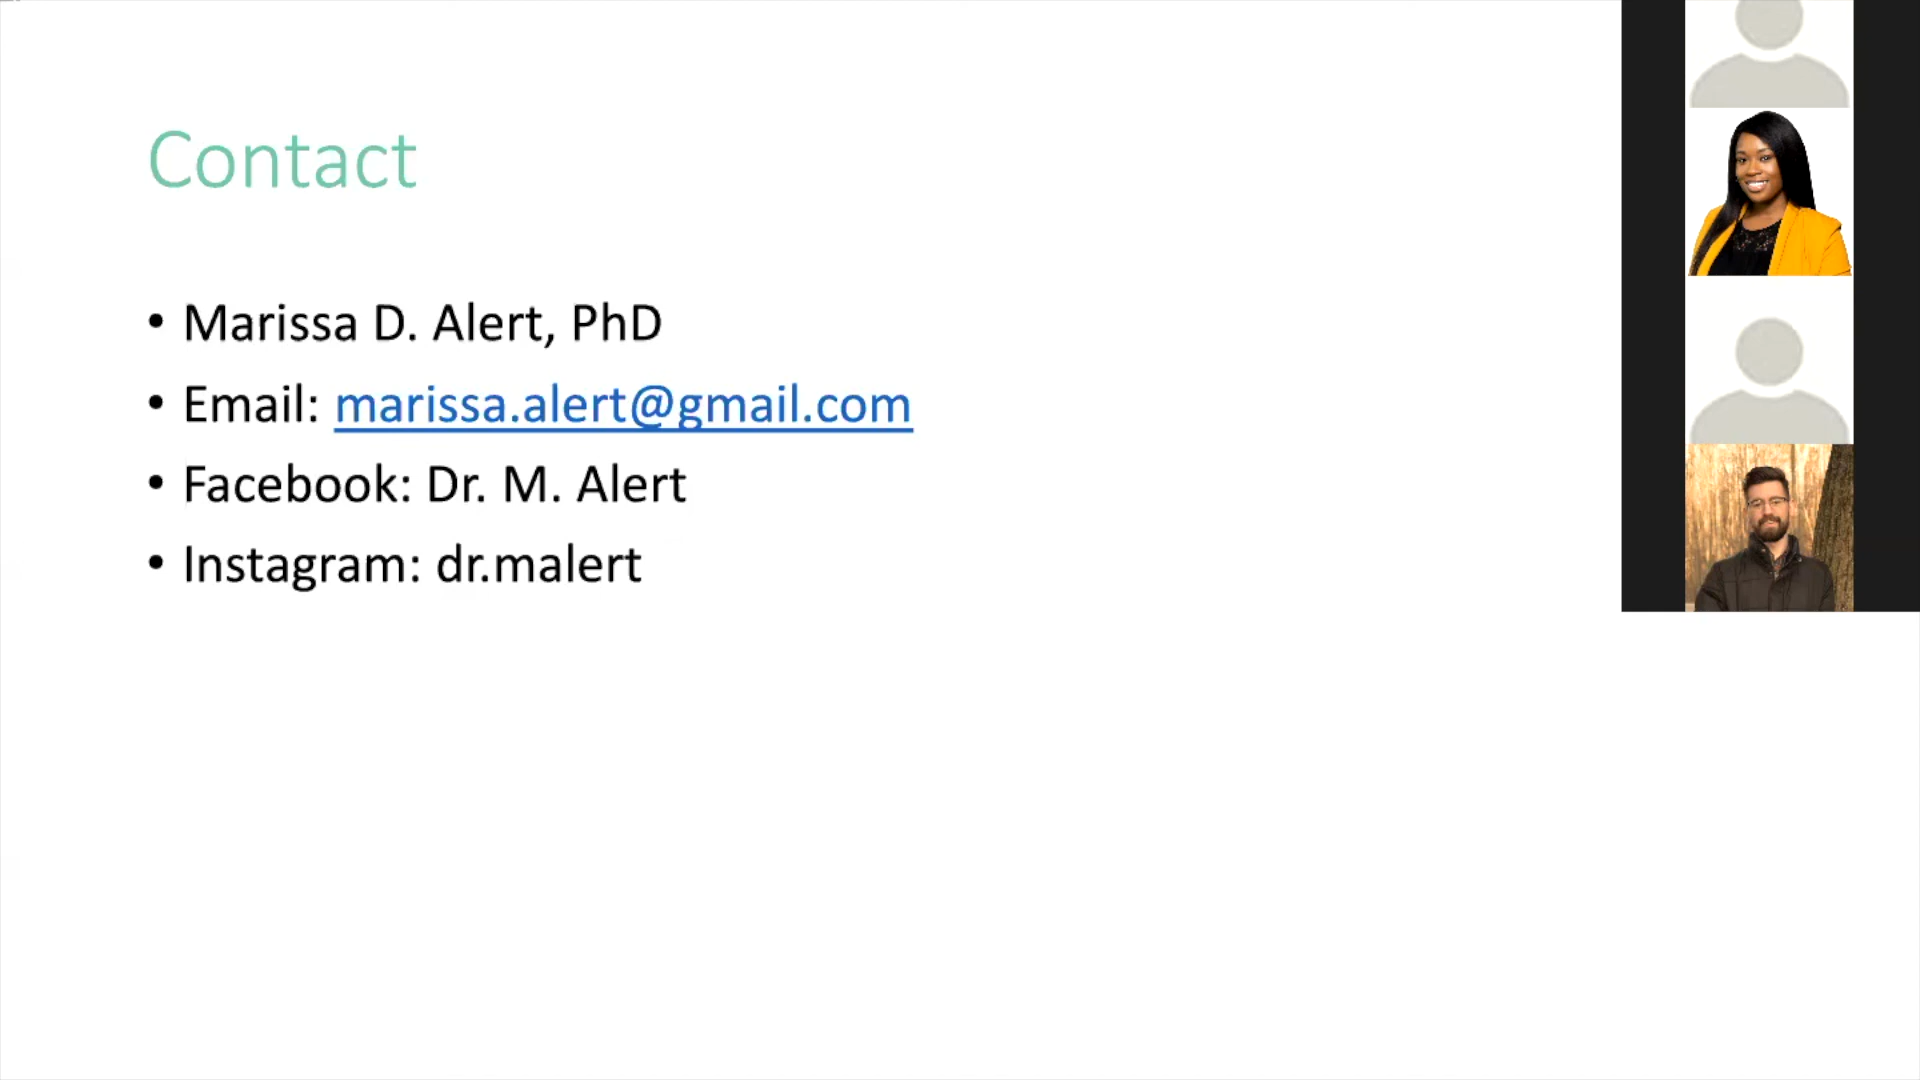 Contact
• Marissa D. Alert, PhD
• Email: marissa.alert@gmail.com
• Facebook: Dr. M. Alert
• Instagram: dr.malert